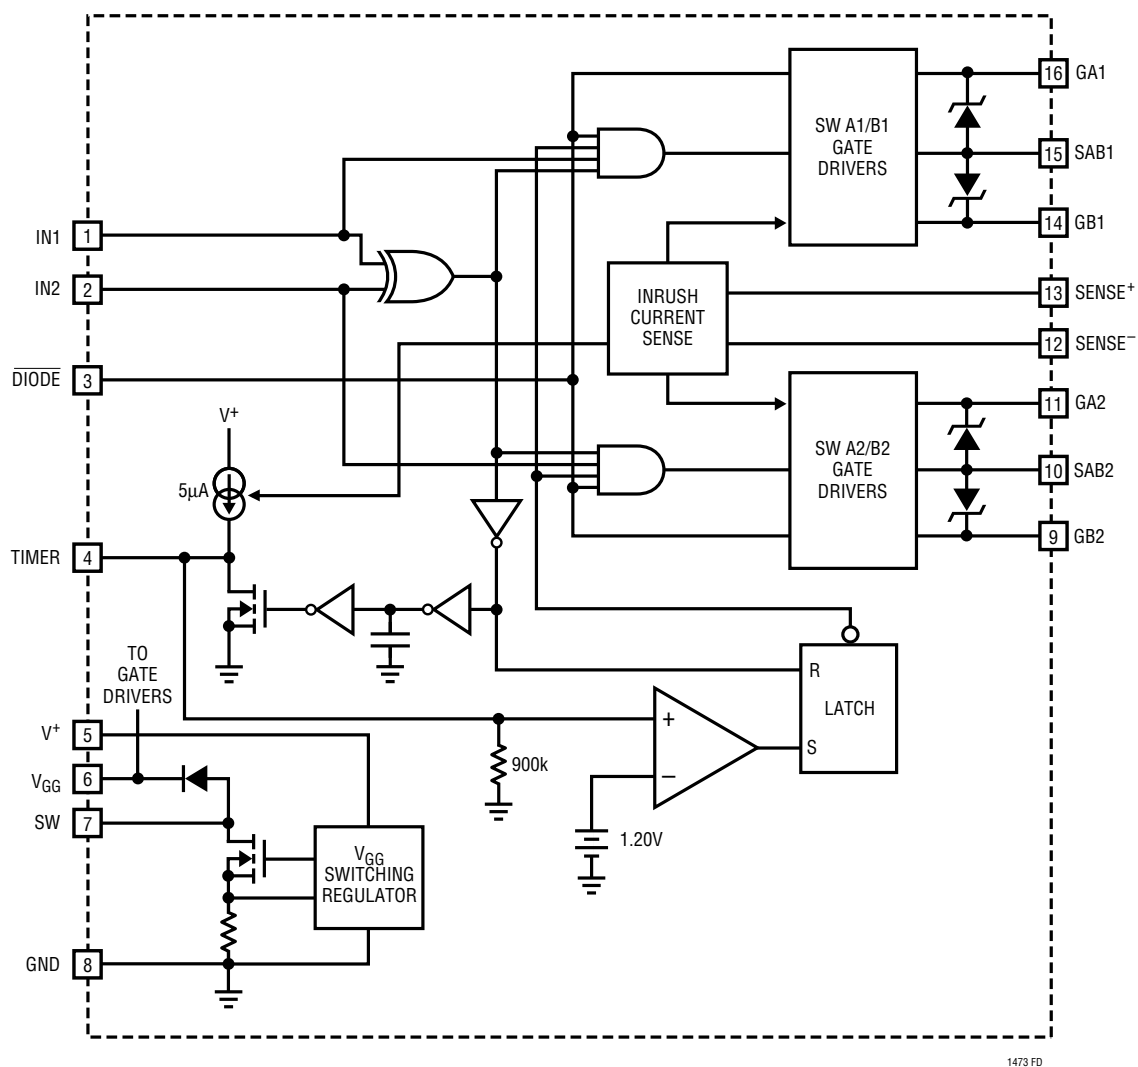 16 GA1
SW A1/B1
GATE
DRIVERS
15 SAB1
14 GB1
IN1 1
IN2 2
INRUSH
CURRENT
SENSE
13 SENSE+
12 SENSE–
DIODE 3
11 GA2
V+
SW A2/B2
GATE
DRIVERS
10 SAB2
5µA
9 GB2
TIMER 4
TO
GATE
DRIVERS
R
LATCH
S
+
–
V+ 5
900k
VGG 6
SW 7
1.20V
VGG
SWITCHING
REGULATOR
GND 8
1473 FD